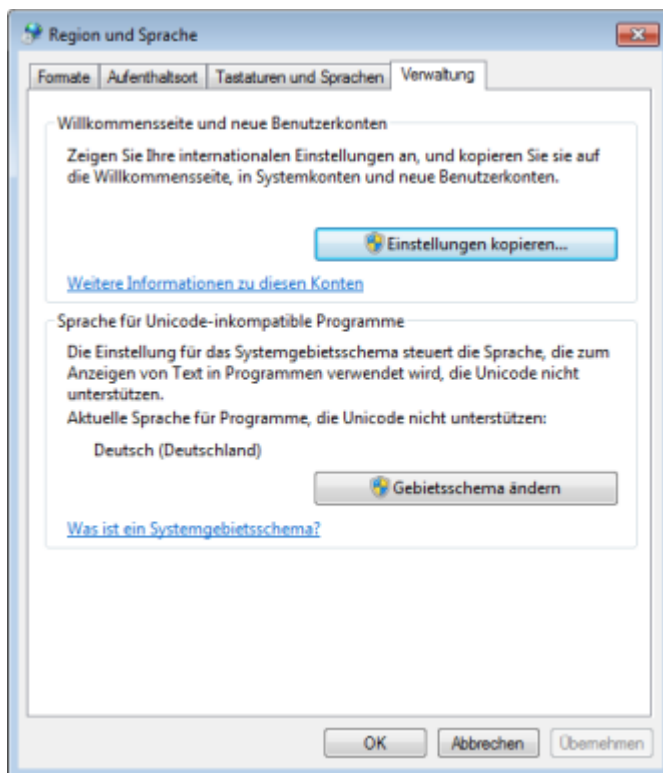 Region und Sprache
Formate Aufenthaltsort Tastaturen und Sprachen Verwaltung
Willkommensseite und neue Benutzerkonten
Zeigen Sie Ihre internationalen Einstellungen an, und kopieren Sie sie auf
die Willkommensseite, in Systemkonten und neue Benutzerkonten.
Einstellungen kopieren...
Weitere Informationen zu diesen Konten
Sprache für Unicode-inkompatible Programme
Die Einstellung für das Systemgebietsschema steuert die Sprache, die zum
Anzeigen von Text in Programmen verwendet wird, die Unicode nicht
unterstützen.
Aktuelle Sprache für Programme, die Unicode nicht unterstützen:
Deutsch (Deutschland)
Gebietsschema ändern
Was ist ein Systemgebietsschema?
OK Abbrechen Übernehmen